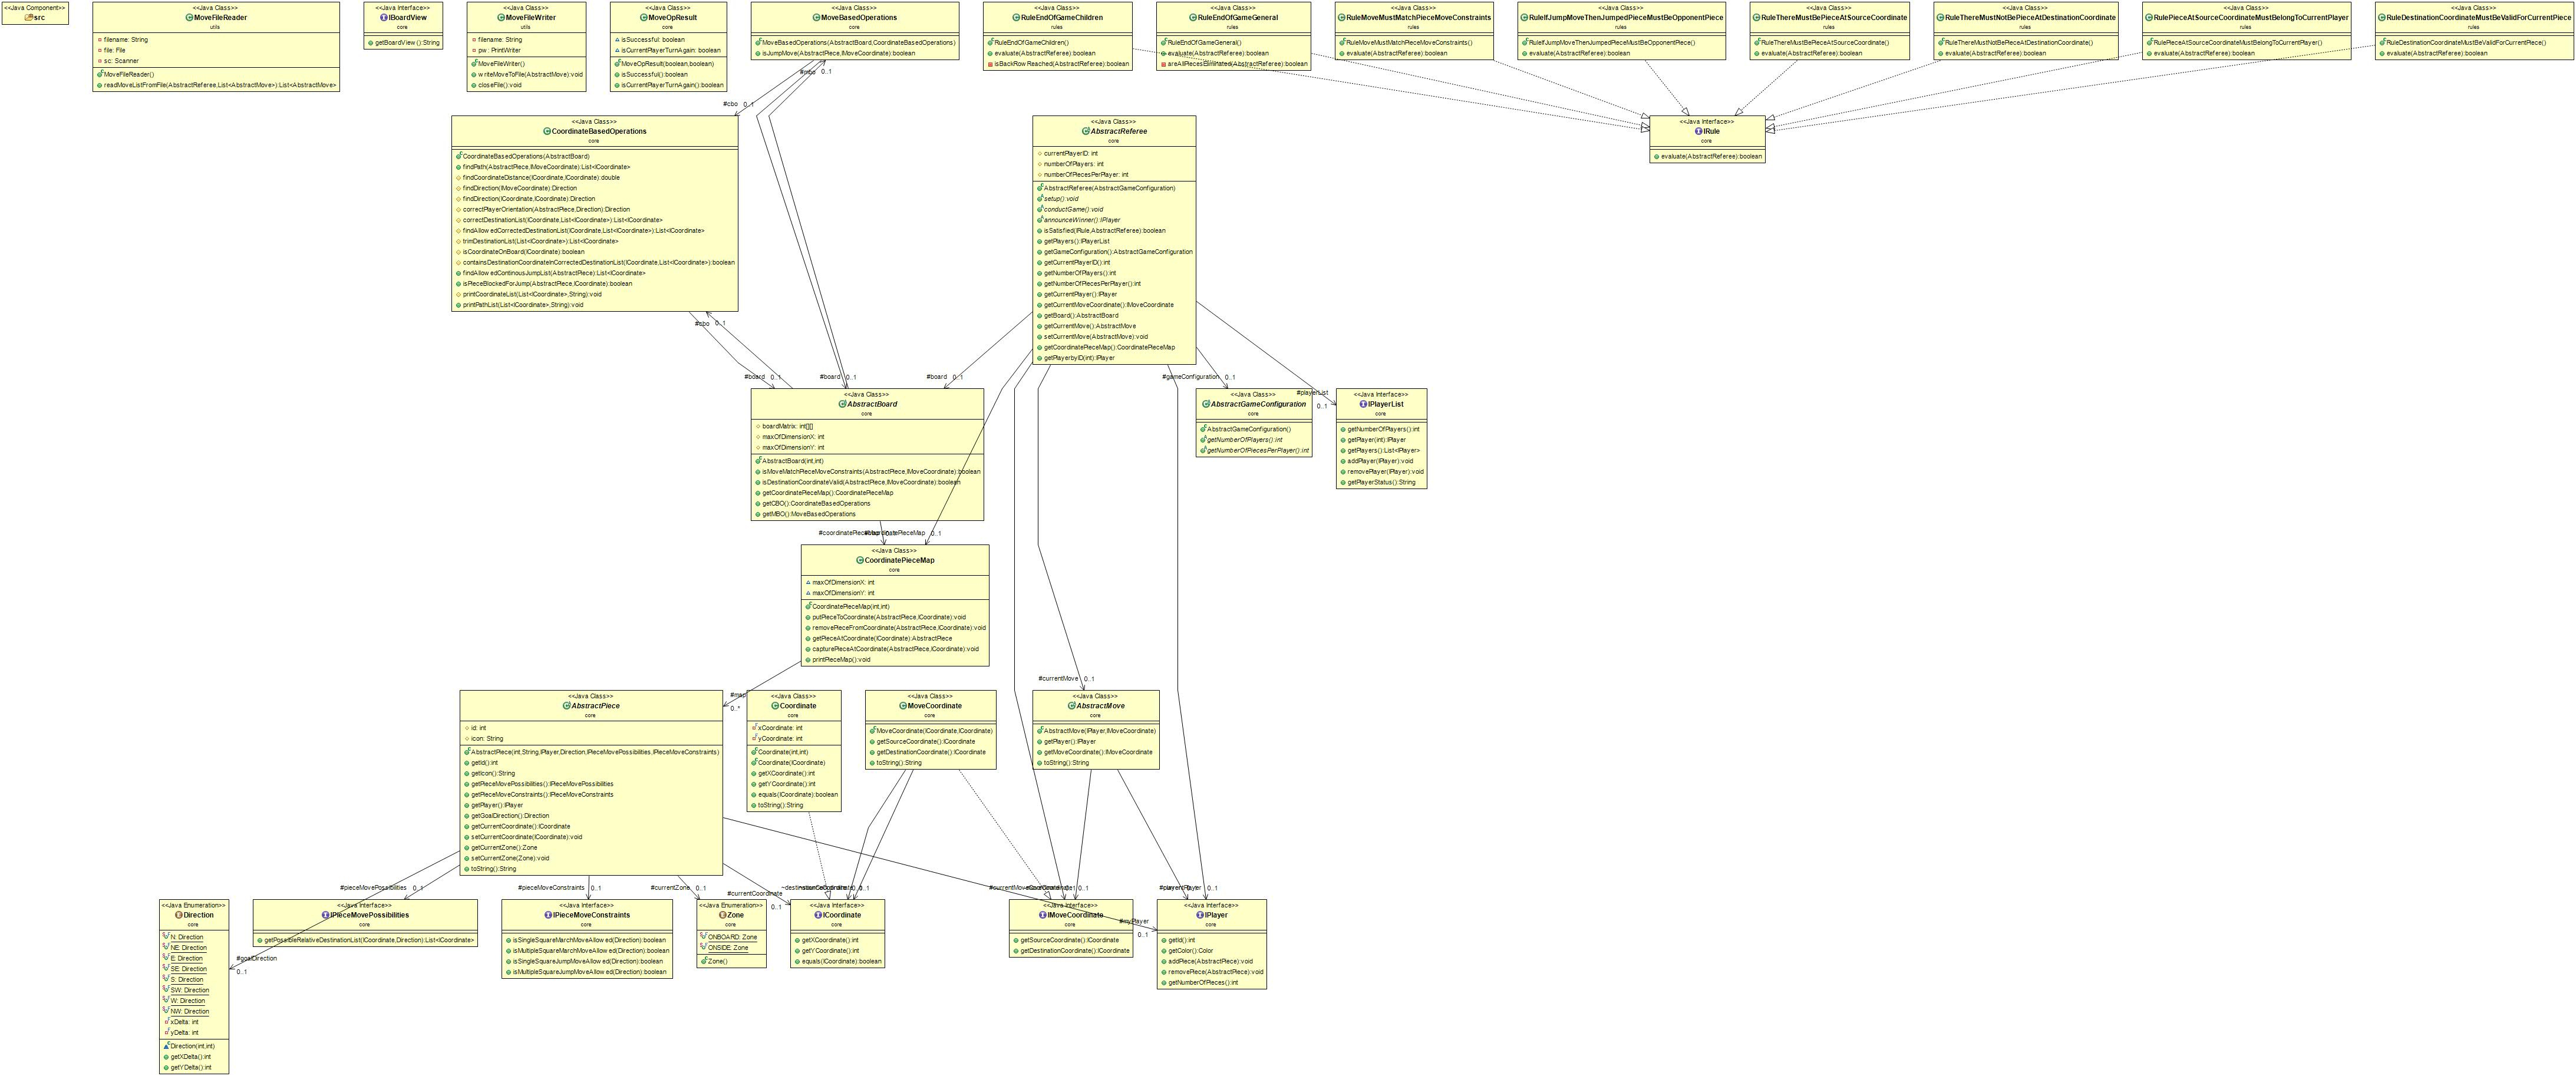 <<Java Component>>
src
<<Java Class>>
MoveFileReader
utils
filename: String
file: File
sc: Scanner
MoveFileReader()
readMoveListFromFile(AbstractReferee,List<AbstractMove>):List<AbstractMove>
<<Java Interface>>
IBoardView
core
getBoardView():String
<<Java Class>>
MoveFileWriter
utils
filename: String
pw: PrintWriter
MoveFileWriter()
writeMoveToFile(AbstractMove):void
closeFile():void
<<Java Class>>
MoveOpResult
core
isSuccessful: boolean
isCurrentPlayerTurnAgain: boolean
MoveOpResult(boolean,boolean)
isSuccessful():boolean
isCurrentPlayerTurnAgain():boolean
<<Java Class>>
MoveBasedOperations
core
MoveBasedOperations(AbstractBoard,CoordinateBasedOperations)
isJumpMove(AbstractPiece,IMoveCoordinate):boolean
<<Java Class>>
RuleEndOfGameChildren
rules
RuleEndOfGameChildren()
evaluate(AbstractReferee):boolean
isBackRowReached(AbstractReferee):boolean
<<Java Class>>
RuleEndOfGameGeneral
rules
RuleEndOfGameGeneral()
evaluate(AbstractReferee):boolean
areAllPiecesEliminated(AbstractReferee):boolean
<<Java Class>>
RuleMoveMustMatchPieceMoveConstraints
rules
RuleMoveMustMatchPieceMoveConstraints()
evaluate(AbstractReferee):boolean
<<Java Class>>
RuleIfJumpMoveThenJumpedPieceMustBeOpponentPiece
rules
RuleIfJumpMoveThenJumpedPieceMustBeOpponentPiece()
evaluate(AbstractReferee):boolean
<<Java Class>>
RuleThereMustBePieceAtSourceCoordinate
rules
RuleThereMustBePieceAtSourceCoordinate()
evaluate(AbstractReferee):boolean
<<Java Class>>
RuleThereMustNotBePieceAtDestinationCoordinate
rules
RuleThereMustNotBePieceAtDestinationCoordinate()
evaluate(AbstractReferee):boolean
<<Java Class>>
RulePieceAtSourceCoordinateMustBelongToCurrentPlayer
rules
RulePieceAtSourceCoordinateMustBelongToCurrentPlayer()
evaluate(AbstractReferee):boolean
<<Java Class>>
RuleDestinationCoordinateMustBeValidForCurrentPiece
rules
RuleDestinationCoordinateMustBeValidForCurrentPiece()
evaluate(AbstractReferee):boolean
#mbo 0..1
#cbo 0..1
<<Java Class>>
CoordinateBasedOperations
core
CoordinateBasedOperations(AbstractBoard)
findPath(AbstractPiece,IMoveCoordinate):List<ICoordinate>
findCoordinateDistance(ICoordinate,ICoordinate):double
findDirection(IMoveCoordinate):Direction
findDirection(ICoordinate,ICoordinate):Direction
correctPlayerOrientation(AbstractPiece,Direction):Direction
correctDestinationList(ICoordinate,List<ICoordinate>):List<ICoordinate>
findAllowedCorrectedDestinationList(ICoordinate,List<ICoordinate>):List<ICoordinate>
trimDestinationList(List<ICoordinate>):List<ICoordinate>
isCoordinateOnBoard(ICoordinate):boolean
containsDestinationCoordinateInCorrectedDestinationList(ICoordinate,List<ICoordinate>):boolean
findAllowedContinousJumpList(AbstractPiece):List<ICoordinate>
isPieceBlockedForJump(AbstractPiece,ICoordinate):boolean
printCoordinateList(List<ICoordinate>,String):void
printPathList(List<ICoordinate>,String):void
<<Java Class>>
AbstractReferee
core
currentPlayerID: int
numberOfPlayers: int
numberOfPiecesPerPlayer: int
AbstractReferee(AbstractGameConfiguration)
setup():void
conductGame():void
announceWinner():IPlayer
isSatisfied(IRule,AbstractReferee):boolean
getPlayers():IPlayerList
getGameConfiguration():AbstractGameConfiguration
getCurrentPlayerID():int
getNumberOfPlayers():int
getNumberOfPiecesPerPlayer():int
getCurrentPlayer():IPlayer
getCurrentMoveCoordinate():IMoveCoordinate
getBoard():AbstractBoard
getCurrentMove():AbstractMove
setCurrentMove(AbstractMove):void
getCoordinatePieceMap():CoordinatePieceMap
getPlayerbyID(int):IPlayer
<<Java Interface>>
IRule
core
evaluate(AbstractReferee):boolean
#cbo 0..1
#board 0..1
#board 0..1
#board 0..1
#gameConfiguration 0..1
#playerList
0..1
<<Java Class>>
AbstractBoard
core
boardMatrix: int[][]
maxOfDimensionX: int
maxOfDimensionY: int
AbstractBoard(int,int)
isMoveMatchPieceMoveConstraints(AbstractPiece,IMoveCoordinate):boolean
isDestinationCoordinateValid(AbstractPiece,IMoveCoordinate):boolean
getCoordinatePieceMap():CoordinatePieceMap
getCBO():CoordinateBasedOperations
getMBO():MoveBasedOperations
<<Java Class>>
AbstractGameConfiguration
core
AbstractGameConfiguration()
getNumberOfPlayers():int
getNumberOfPiecesPerPlayer():int
<<Java Interface>>
IPlayerList
core
getNumberOfPlayers():int
getPlayer(int):IPlayer
getPlayers():List<IPlayer>
addPlayer(IPlayer):void
removePlayer(IPlayer):void
getPlayerStatus():String
0..1
<<Java Class>>
CoordinatePieceMap
core
maxOfDimensionX: int
maxOfDimensionY: int
CoordinatePieceMap(int,int)
putPieceToCoordinate(AbstractPiece,ICoordinate):void
removePieceFromCoordinate(AbstractPiece,ICoordinate):void
getPieceAtCoordinate(ICoordinate):AbstractPiece
capturePieceAtCoordinate(AbstractPiece,ICoordinate):void
printPieceMap():void
#map
0..*
#currentMove 0..1
<<Java Class>>
AbstractPiece
core
id: int
icon: String
AbstractPiece(int,String,IPlayer,Direction,IPieceMovePossibilities,IPieceMoveConstraints)
getId():int
getIcon():String
getPieceMovePossibilities():IPieceMovePossibilities
getPieceMoveConstraints():IPieceMoveConstraints
getPlayer():IPlayer
getGoalDirection():Direction
getCurrentCoordinate():ICoordinate
setCurrentCoordinate(ICoordinate):void
getCurrentZone():Zone
setCurrentZone(Zone):void
toString():String
<<Java Class>>
Coordinate
core
xCoordinate: int
yCoordinate: int
Coordinate(int,int)
Coordinate(ICoordinate)
getXCoordinate():int
getYCoordinate():int
equals(ICoordinate):boolean
toString():String
<<Java Class>>
MoveCoordinate
core
MoveCoordinate(ICoordinate,ICoordinate)
getSourceCoordinate():ICoordinate
getDestinationCoordinate():ICoordinate
toString():String
<<Java Class>>
AbstractMove
core
AbstractMove(IPlayer,IMoveCoordinate)
getPlayer():IPlayer
getMoveCoordinate():IMoveCoordinate
toString():String
#pieceMovePossibilities 0..1
#pieceMoveConstraints 0..1
#currentZone 0..1
#currentCoordinate
0..1
0..1
#myPlayer
0..1
#goalDirection
0..1
<<Java Enumeration>>
Direction
core
N: Direction
NE: Direction
E: Direction
SE: Direction
S: Direction
SW: Direction
W: Direction
NW: Direction
xDelta: int
yDelta: int
Direction(int,int)
getXDelta():int
getYDelta():int
<<Java Interface>>
IPieceMovePossibilities
core
getPossibleRelativeDestinationList(ICoordinate,Direction):List<ICoordinate>
<<Java Interface>>
IPieceMoveConstraints
core
isSingleSquareMarchMoveAllowed(Direction):boolean
isMultipleSquareMarchMoveAllowed(Direction):boolean
isSingleSquareJumpMoveAllowed(Direction):boolean
isMultipleSquareJumpMoveAllowed(Direction):boolean
<<Java Enumeration>>
Zone
core
ONBOARD: Zone
ONSIDE: Zone
Zone()
<<Java Interface>>
ICoordinate
core
getXCoordinate():int
getYCoordinate():int
equals(ICoordinate):boolean
<<Java Interface>>
IMoveCoordinate
core
getSourceCoordinate():ICoordinate
getDestinationCoordinate():ICoordinate
<<Java Interface>>
IPlayer
core
getId():int
getColor():Color
addPiece(AbstractPiece):void
removePiece(AbstractPiece):void
getNumberOfPieces():int